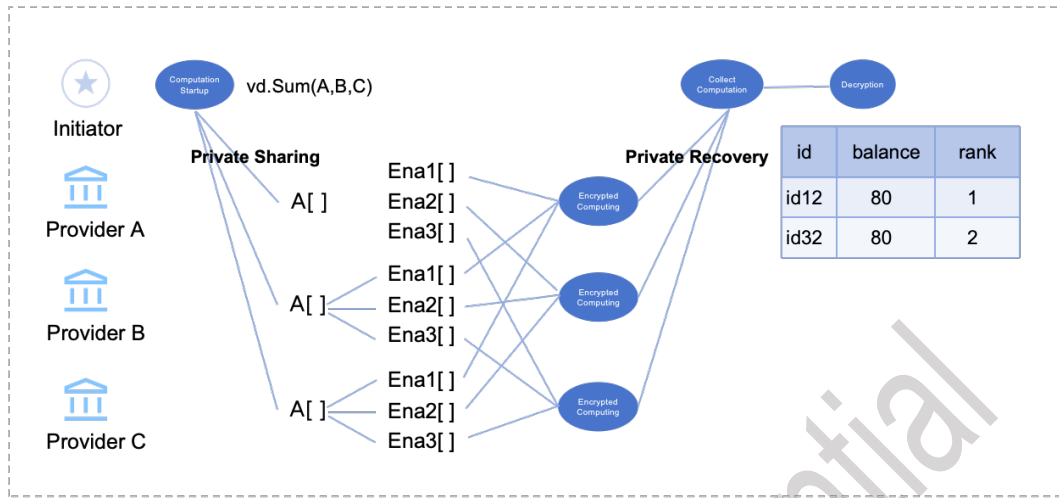 Computation
Startup
vd.Sum(A,B,C)
Collect
Computation
Decryption
Initiator
Private Sharing
Private Recovery
id balance rank
id12 80 1
id32 80 2
Provider A
A[ ]
Ena1[ ]
Ena2[ ]
Ena3[ ]
Encrypted
Computing
Provider B
A[ ]
Ena1[ ]
Ena2[ ]
Ena3[ ]
Encrypted
Computing
Provider C
A[ ]
Ena1[ ]
Ena2[ ]
Ena3[ ]
Encrypted
Computing
ntial